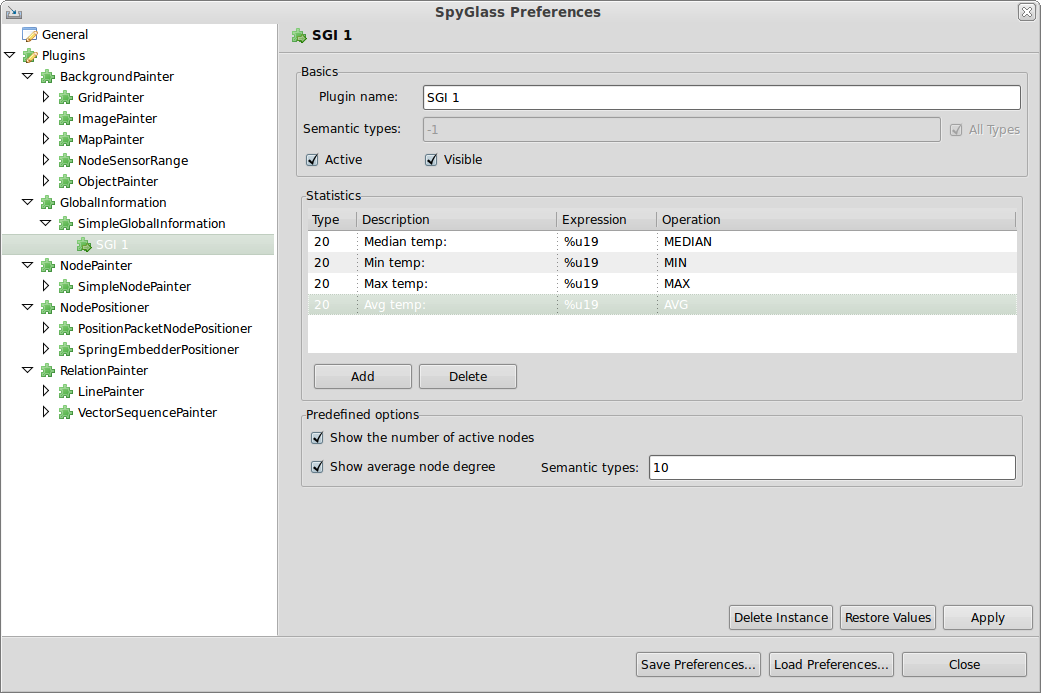 SpyGlass Preferences
General
Plugins
BackgroundPainter
GridPainter
ImagePainter
MapPainter
NodeSensorRange
ObjectPainter
GlobalInformation
SimpleGlobalInformation
SGI 1
NodePainter
SimpleNodePainter
NodePositioner
PositionPacketNodePositioner
SpringEmbedderPositioner
RelationPainter
LinePainter
VectorSequencePainter
SGI 1
Basics
Plugin name: SGI 1
Semantic types: -1 All Types
Active Visible
Statistics
Type Description Expression Operation
20 Median temp: %u19 MEDIAN
20 Min temp: %u19 MIN
20 Max temp: %u19 MAX
20 Avg temp: %u19 AVG
Add Delete
Predefined options
Show the number of active nodes
Show average node degree Semantic types: 10
Delete Instance Restore Values Apply
Save Preferences... Load Preferences... Close